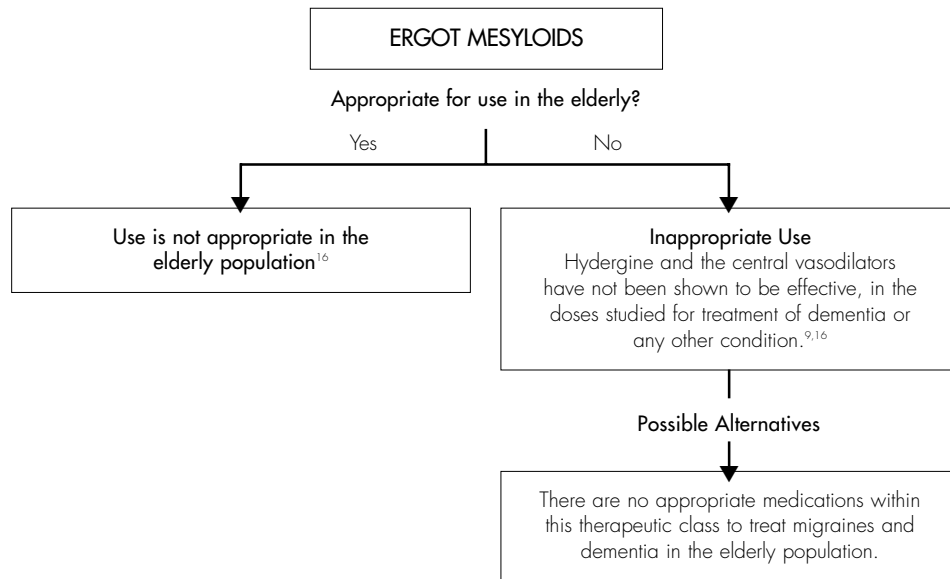 ERGOT MESYLOIDS
Appropriate for use in the elderly?
Yes
No
Use is not appropriate in the
elderly population16
Inappropriate Use
Hydergine and the central vasodilators
have not been shown to be effective, in the
doses studied for treatment of dementia or
any other condition.9,16
Possible Alternatives
There are no appropriate medications within
this therapeutic class to treat migraines and
dementia in the elderly population.